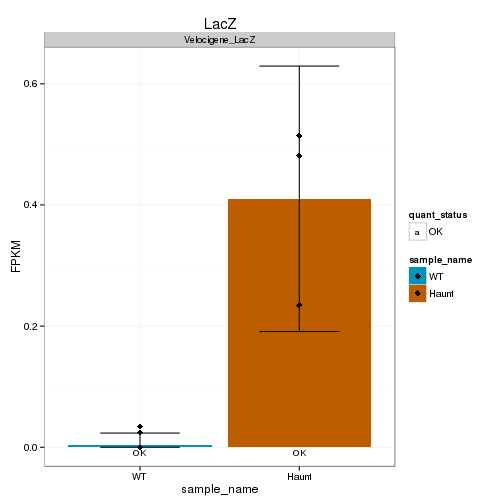 LacZ
Velocigene_LacZ
FPKM
0.6
0.4
0.2
0.0
OK
OK
WT
Haunt
sample_name
quant_status
a OK
sample_name
WT
Haunt